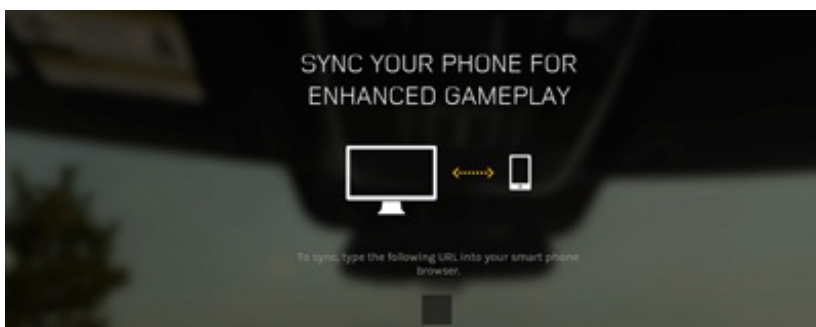 SYNC YOUR PHONE FOR
ENHANCED GAMEPLAY
To sync, type the following URL into your smart phone
browser.